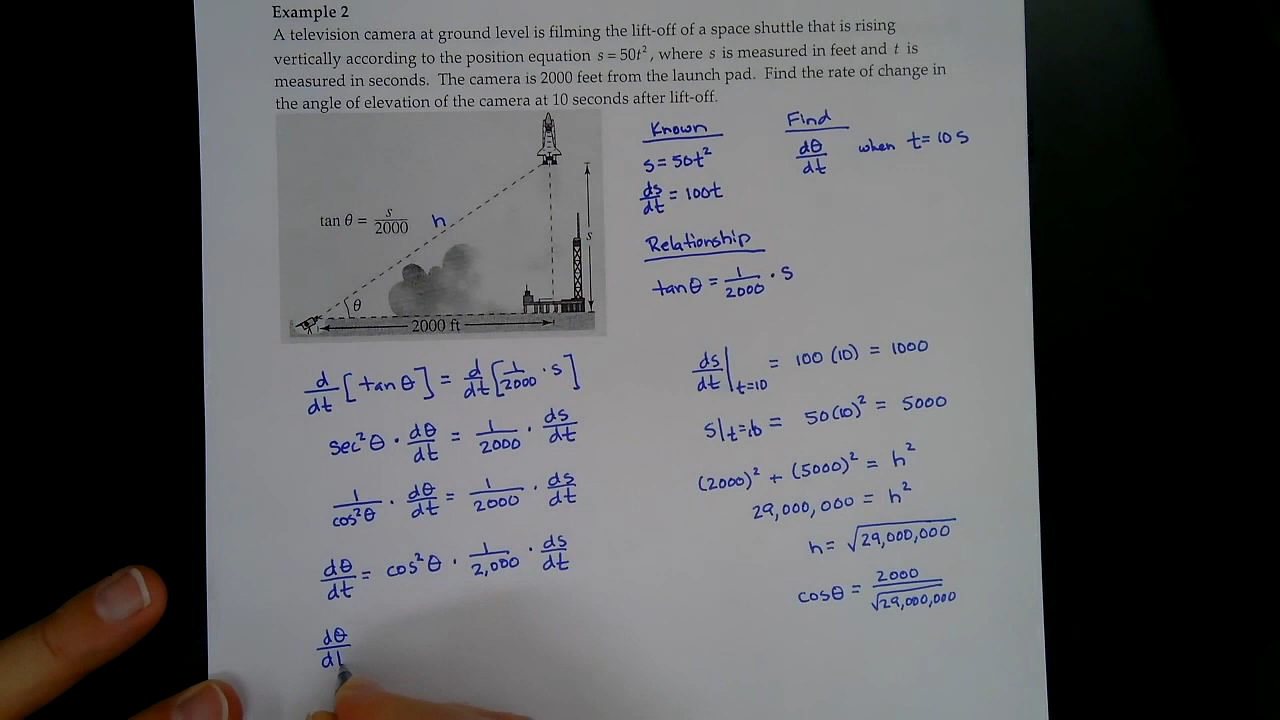 Example 2
A television camera at ground level is filming the lift-off of a space shuttle that is rising
vertically according to the position equation s = 50t², where s is measured in feet and t is
measured in seconds. The camera is 2000 feet from the launch pad. Find the rate of change in
the angle of elevation of the camera at 10 seconds after lift-off.
tan θ = s/2000
h
s
θ
2000 ft
Known
s = 50t²
ds/dt = 100t
Find
dθ/dt when t = 10 s
Relationship
tanθ = 1/2000 · s
d/dt [tanθ] = d/dt [1/2000 · s]
sec²θ · dθ/dt = 1/2000 · ds/dt
1/cos²θ · dθ/dt = 1/2000 · ds/dt
dθ/dt = cos²θ · 1/2,000 · ds/dt
dθ/dt
ds/dt|t=10 = 100(10) = 1000
s|t=10 = 50(10)² = 5000
(2000)² + (5000)² = h²
29,000,000 = h²
h = √29,000,000
cosθ = 2000/√29,000,000